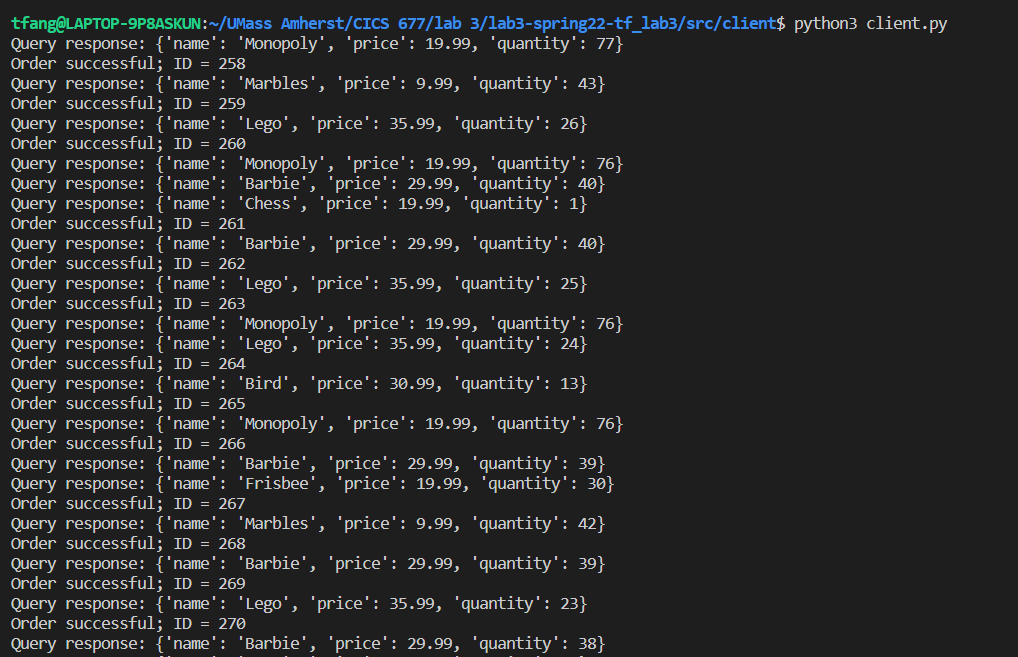 tfang@LAPTOP-9P8ASKUN:~/UMass Amherst/CICS 677/lab 3/lab3-spring22-tf_lab3/src/client$ python3 client.py
Query response: {'name': 'Monopoly', 'price': 19.99, 'quantity': 77}
Order successful; ID = 258
Query response: {'name': 'Marbles', 'price': 9.99, 'quantity': 43}
Order successful; ID = 259
Query response: {'name': 'Lego', 'price': 35.99, 'quantity': 26}
Order successful; ID = 260
Query response: {'name': 'Monopoly', 'price': 19.99, 'quantity': 76}
Query response: {'name': 'Barbie', 'price': 29.99, 'quantity': 40}
Query response: {'name': 'Chess', 'price': 19.99, 'quantity': 1}
Order successful; ID = 261
Query response: {'name': 'Barbie', 'price': 29.99, 'quantity': 40}
Order successful; ID = 262
Query response: {'name': 'Lego', 'price': 35.99, 'quantity': 25}
Order successful; ID = 263
Query response: {'name': 'Monopoly', 'price': 19.99, 'quantity': 76}
Query response: {'name': 'Lego', 'price': 35.99, 'quantity': 24}
Order successful; ID = 264
Query response: {'name': 'Bird', 'price': 30.99, 'quantity': 13}
Order successful; ID = 265
Query response: {'name': 'Monopoly', 'price': 19.99, 'quantity': 76}
Order successful; ID = 266
Query response: {'name': 'Barbie', 'price': 29.99, 'quantity': 39}
Query response: {'name': 'Frisbee', 'price': 19.99, 'quantity': 30}
Order successful; ID = 267
Query response: {'name': 'Marbles', 'price': 9.99, 'quantity': 42}
Order successful; ID = 268
Query response: {'name': 'Barbie', 'price': 29.99, 'quantity': 39}
Order successful; ID = 269
Query response: {'name': 'Lego', 'price': 35.99, 'quantity': 23}
Order successful; ID = 270
Query response: {'name': 'Barbie', 'price': 29.99, 'quantity': 38}